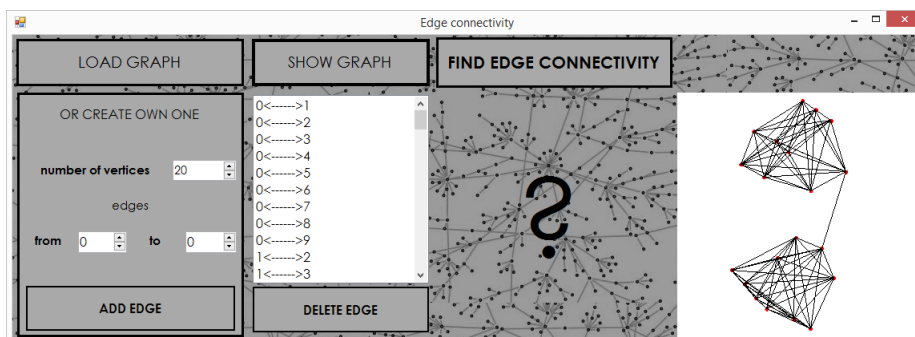 Edge connectivity
LOAD GRAPH
SHOW GRAPH
FIND EDGE CONNECTIVITY
OR CREATE OWN ONE
number of vertices 20
edges
from 0 to 0
ADD EDGE
0<------>1
0<------>2
0<------>3
0<------>4
0<------>5
0<------>6
0<------>7
0<------>8
0<------>9
1<------>2
1<------>3
DELETE EDGE
?